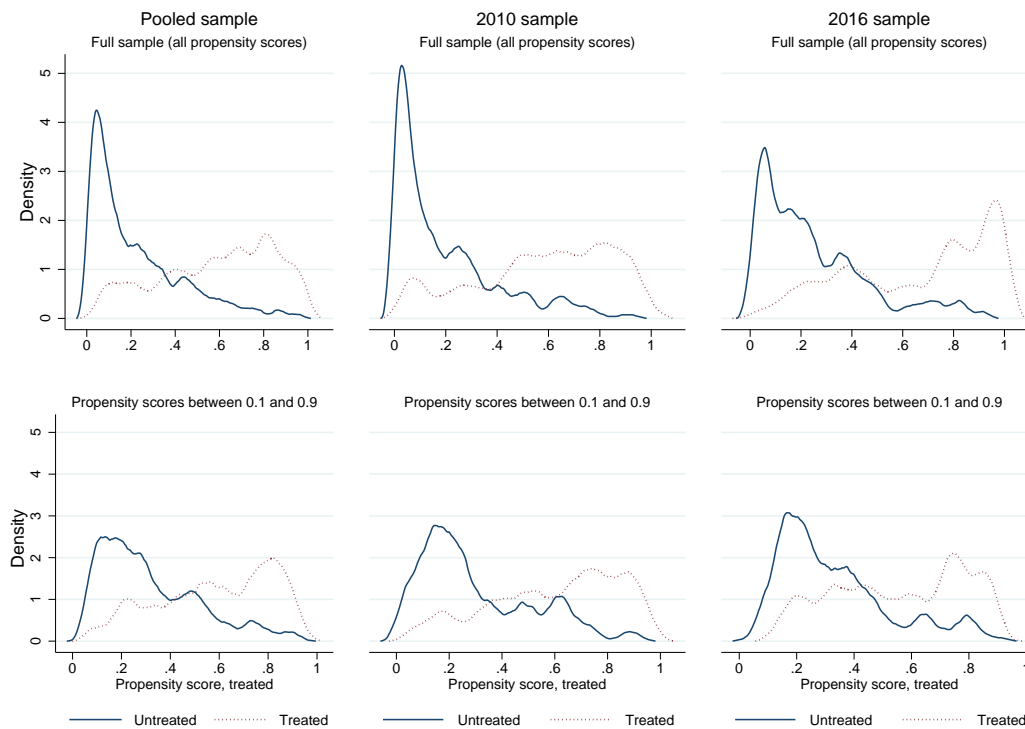 Pooled sample
2010 sample
2016 sample
Full sample (all propensity scores)
Full sample (all propensity scores)
Full sample (all propensity scores)
Density
5
4
3
2
1
0
0 .2 .4 .6 .8 1
0 .2 .4 .6 .8 1
0 .2 .4 .6 .8 1
Propensity scores between 0.1 and 0.9
Propensity scores between 0.1 and 0.9
Propensity scores between 0.1 and 0.9
Density
5
4
3
2
1
0
0 .2 .4 .6 .8 1
0 .2 .4 .6 .8 1
0 .2 .4 .6 .8 1
Propensity score, treated
Propensity score, treated
Propensity score, treated
Untreated Treated
Untreated Treated
Untreated Treated